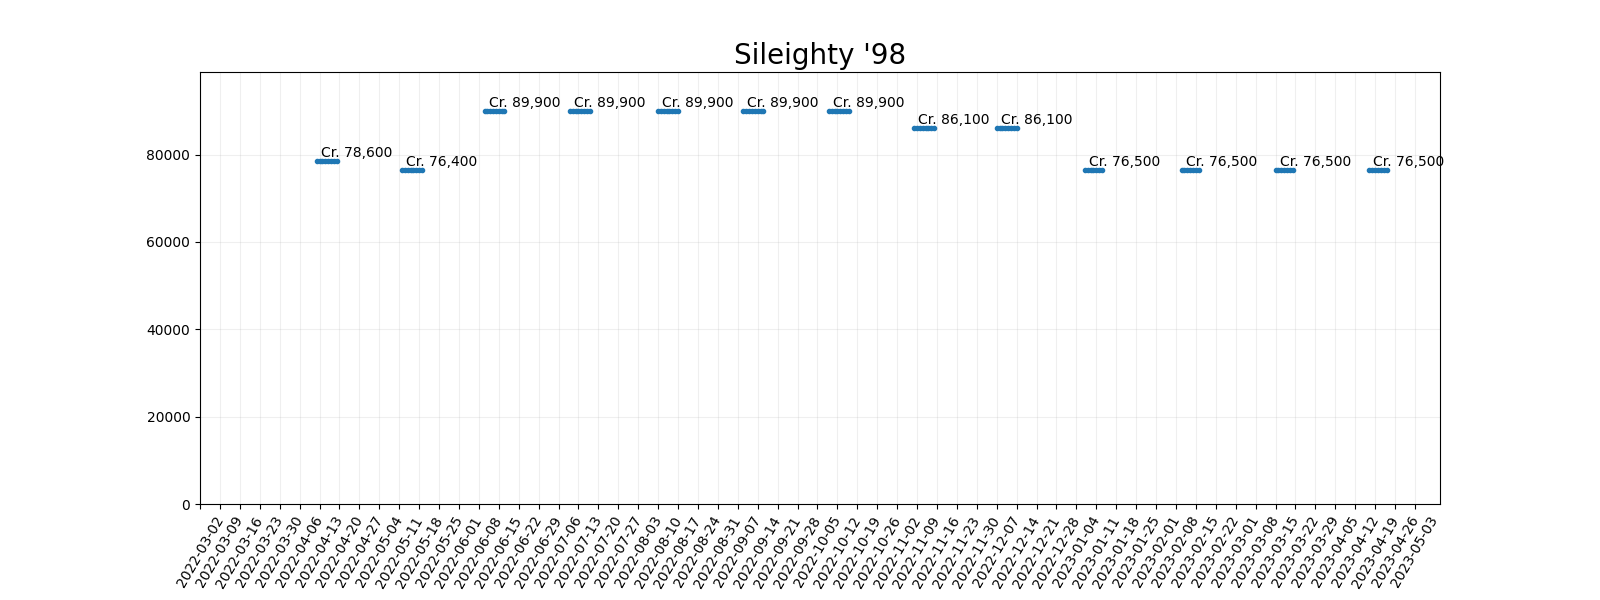 Sileighty '98
Cr. 89,900 Cr. 89,900 Cr. 89,900 Cr. 89,900 Cr. 89,900
Cr. 86,100 Cr. 86,100
Cr. 78,600
Cr. 76,400 Cr. 76,500 Cr. 76,500 Cr. 76,500 Cr. 76,500
80000
60000
40000
20000
0
2022-03-02 2022-03-09 2022-03-16 2022-03-23 2022-03-30 2022-04-06 2022-04-13 2022-04-20 2022-04-27 2022-05-04 2022-05-11 2022-05-18 2022-05-25 2022-06-01 2022-06-08 2022-06-15 2022-06-22 2022-06-29 2022-07-06 2022-07-13 2022-07-20 2022-07-27 2022-08-03 2022-08-10 2022-08-17 2022-08-24 2022-08-31 2022-09-07 2022-09-14 2022-09-21 2022-09-28 2022-10-05 2022-10-12 2022-10-19 2022-10-26 2022-11-02 2022-11-09 2022-11-16 2022-11-23 2022-11-30 2022-12-07 2022-12-14 2022-12-21 2022-12-28 2023-01-04 2023-01-11 2023-01-18 2023-01-25 2023-02-01 2023-02-08 2023-02-15 2023-02-22 2023-03-01 2023-03-08 2023-03-15 2023-03-22 2023-03-29 2023-04-05 2023-04-12 2023-04-19 2023-04-26 2023-05-03